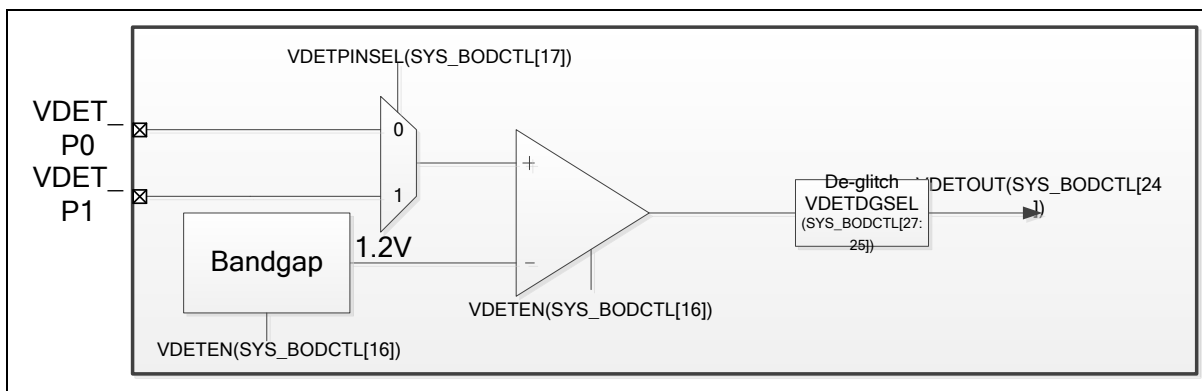 VDETPINSEL(SYS_BODCTL[17])
VDET_
P0
0
+
VDET_
P1
1
De-glitch
VDETDGSEL
(SYS_BODCTL[27:
25])
VDETOUT(SYS_BODCTL[24
])
1.2V
Bandgap
-
VDETEN(SYS_BODCTL[16])
VDETEN(SYS_BODCTL[16])